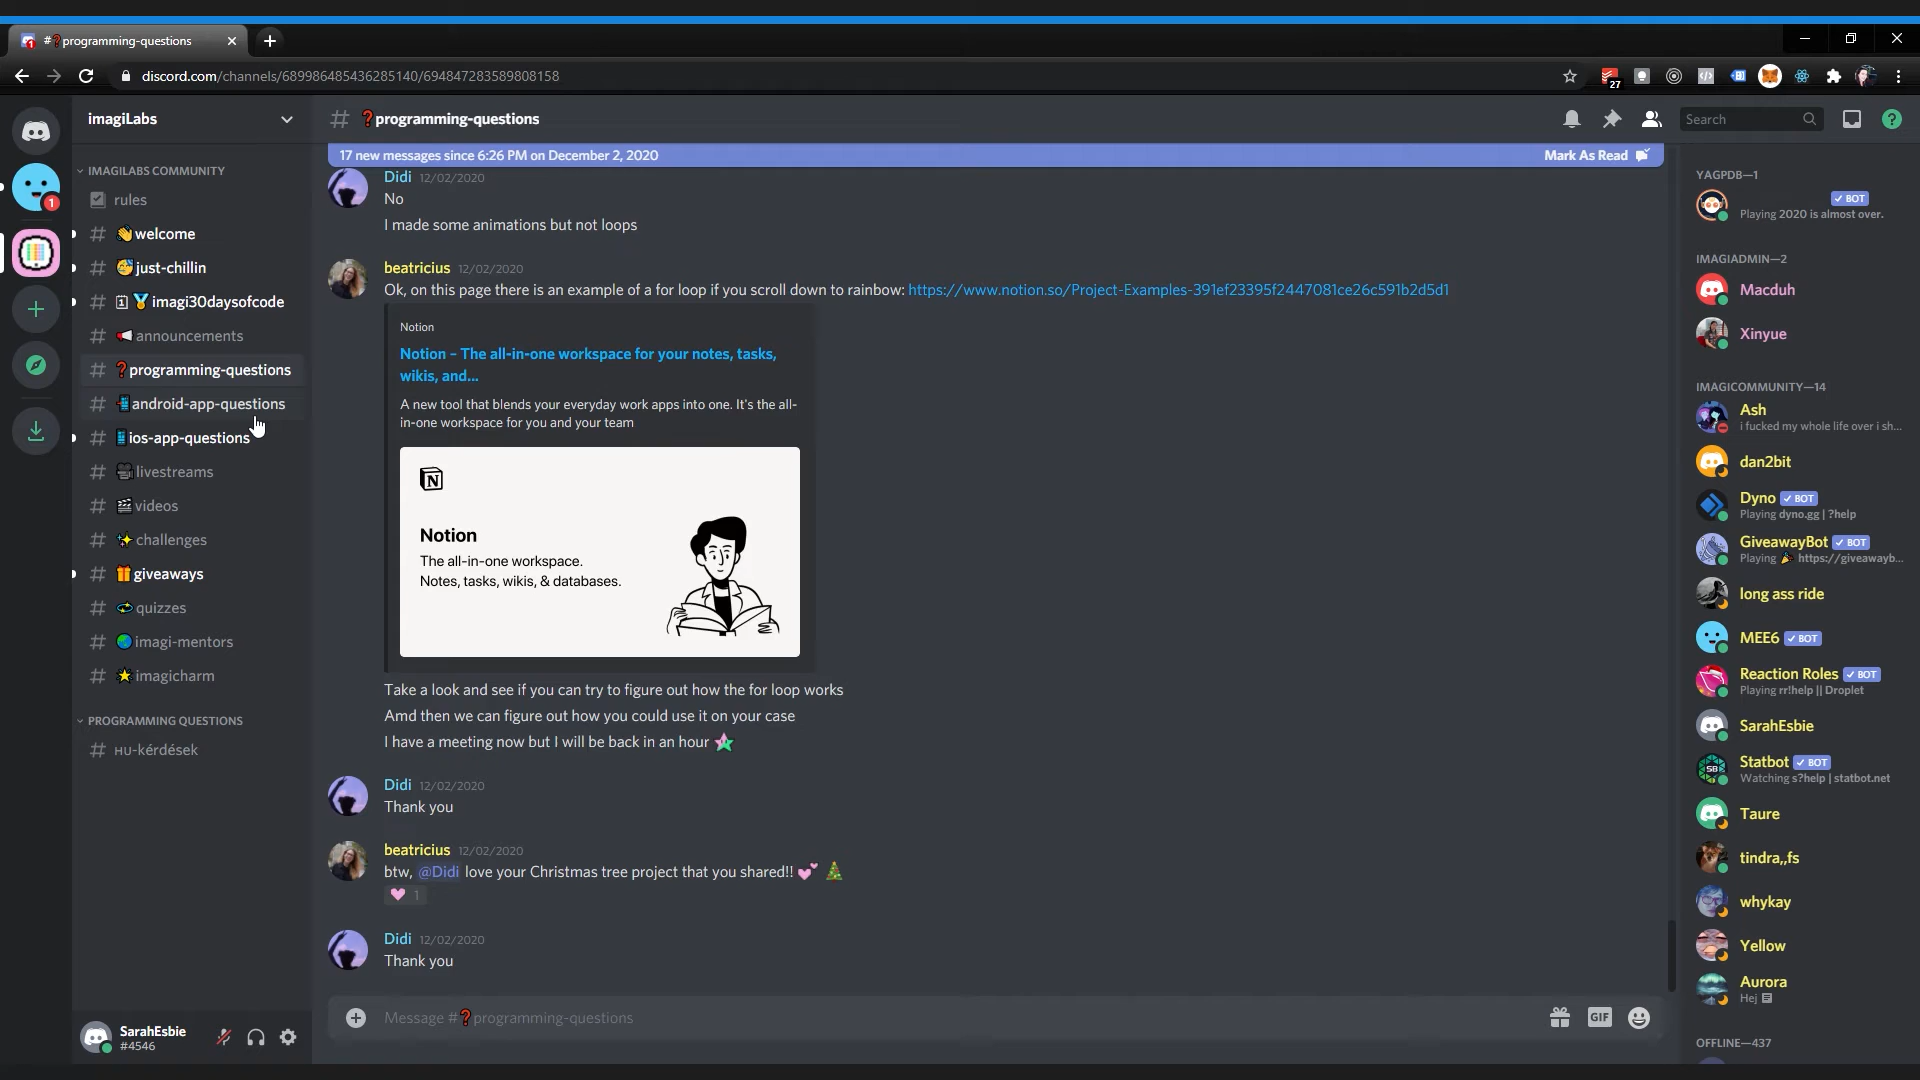 #❓programming-questions
discord.com/channels/689986485436285140/694847283589808158
27
imagiLabs
#❓programming-questions
Search
17 new messages since 6:26 PM on December 2, 2020
Mark As Read
1
IMAGILABS COMMUNITY
rules
# 👋welcome
# 🥳just-chillin
# 1 🏅imagi30daysofcode
# 📢announcements
# ❓programming-questions
# 📲android-app-questions
# 📱ios-app-questions
# 🎥livestreams
# 🎬videos
# ✨challenges
# 🎁giveaways
# 💫quizzes
# 🌍imagi-mentors
# 🌟imagicharm
PROGRAMMING QUESTIONS
# HU-kérdések
SarahEsbie
#4546
Didi 12/02/2020
No
I made some animations but not loops
beatricius 12/02/2020
Ok, on this page there is an example of a for loop if you scroll down to rainbow: https://www.notion.so/Project-Examples-391ef23395f2447081ce26c591b2d5d1
Notion
Notion – The all-in-one workspace for your notes, tasks,
wikis, and...
A new tool that blends your everyday work apps into one. It's the all-
in-one workspace for you and your team
N
Notion
The all-in-one workspace.
Notes, tasks, wikis, & databases.
Take a look and see if you can try to figure out how the for loop works
Amd then we can figure out how you could use it on your case
I have a meeting now but I will be back in an hour
Didi 12/02/2020
Thank you
beatricius 12/02/2020
btw, @Didi love your Christmas tree project that you shared!! 💕 🎄
1
Didi 12/02/2020
Thank you
Message #❓programming-questions
GIF
YAGPDB—1
BOT
Playing 2020 is almost over.
IMAGIADMIN—2
Macduh
Xinyue
IMAGICOMMUNITY—14
Ash
i fucked my whole life over i sh...
dan2bit
Dyno BOT
Playing dyno.gg | ?help
GiveawayBot BOT
Playing 🎉 https://giveawayb...
long ass ride
MEE6 BOT
Reaction Roles BOT
Playing rr!help || Droplet
SarahEsbie
Statbot BOT
Watching s?help | statbot.net
Taure
tindra,,fs
whykay
Yellow
Aurora
Hej
OFFLINE—437